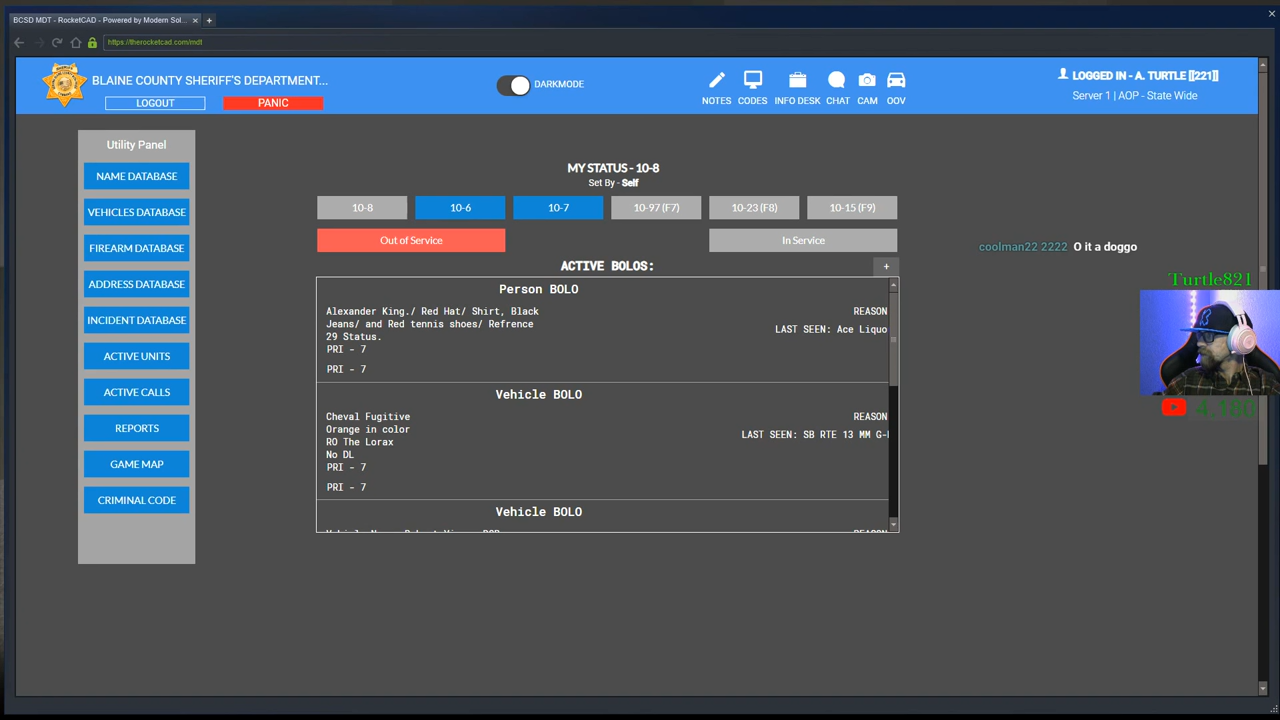 BCSD MDT - RocketCAD - Powered by Modern Sol...
https://therocketcad.com/mdt
BLAINE COUNTY SHERIFF'S DEPARTMENT...
LOGOUT
PANIC
DARKMODE
NOTES
CODES
INFO DESK
CHAT
CAM
OOV
LOGGED IN - A. TURTLE [[221]]
Server 1 | AOP - State Wide
Utility Panel
NAME DATABASE
VEHICLES DATABASE
FIREARM DATABASE
ADDRESS DATABASE
INCIDENT DATABASE
ACTIVE UNITS
ACTIVE CALLS
REPORTS
GAME MAP
CRIMINAL CODE
MY STATUS - 10-8
Set By - Self
10-8
10-6
10-7
10-97 (F7)
10-23 (F8)
10-15 (F9)
Out of Service
In Service
ACTIVE BOLOS:
+
Person BOLO
Alexander King./ Red Hat/ Shirt, Black
Jeans/ and Red tennis shoes/ Refrence
29 Status.
PRI - 7
PRI - 7
REASON
LAST SEEN: Ace Liquo
Vehicle BOLO
Cheval Fugitive
Orange in color
RO The Lorax
No DL
PRI - 7
PRI - 7
REASON
LAST SEEN: SB RTE 13 MM G-
Vehicle BOLO
REASON
coolman22 2222 O it a doggo
Turtle821
4,180